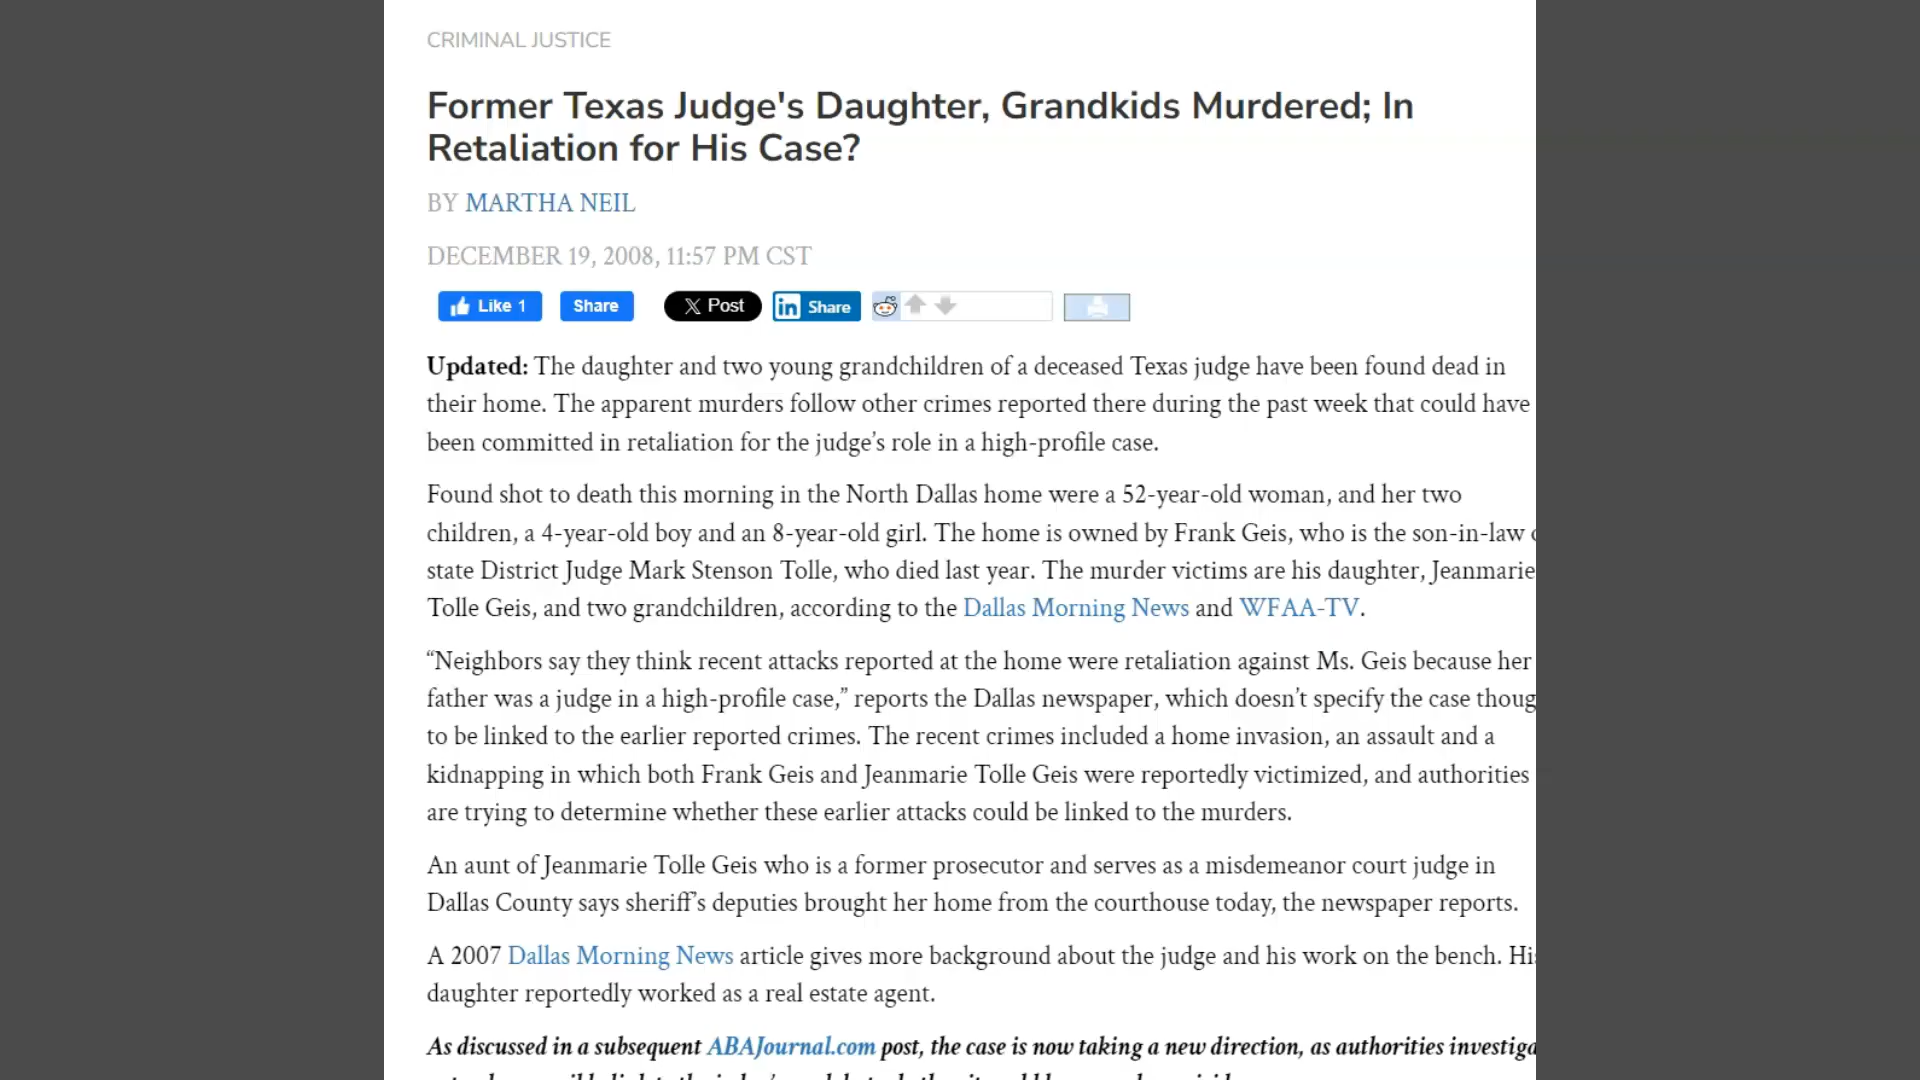 CRIMINAL JUSTICE
Former Texas Judge's Daughter, Grandkids Murdered; In
Retaliation for His Case?
BY MARTHA NEIL
DECEMBER 19, 2008, 11:57 PM CST
Like 1 Share X Post in Share
Updated: The daughter and two young grandchildren of a deceased Texas judge have been found dead in
their home. The apparent murders follow other crimes reported there during the past week that could have
been committed in retaliation for the judge’s role in a high-profile case.
Found shot to death this morning in the North Dallas home were a 52-year-old woman, and her two
children, a 4-year-old boy and an 8-year-old girl. The home is owned by Frank Geis, who is the son-in-law
state District Judge Mark Stenson Tolle, who died last year. The murder victims are his daughter, Jeanmarie
Tolle Geis, and two grandchildren, according to the Dallas Morning News and WFAA-TV.
“Neighbors say they think recent attacks reported at the home were retaliation against Ms. Geis because her
father was a judge in a high-profile case,” reports the Dallas newspaper, which doesn’t specify the case thoug
to be linked to the earlier reported crimes. The recent crimes included a home invasion, an assault and a
kidnapping in which both Frank Geis and Jeanmarie Tolle Geis were reportedly victimized, and authorities
are trying to determine whether these earlier attacks could be linked to the murders.
An aunt of Jeanmarie Tolle Geis who is a former prosecutor and serves as a misdemeanor court judge in
Dallas County says sheriff’s deputies brought her home from the courthouse today, the newspaper reports.
A 2007 Dallas Morning News article gives more background about the judge and his work on the bench. Hi
daughter reportedly worked as a real estate agent.
As discussed in a subsequent ABAJournal.com post, the case is now taking a new direction, as authorities investiga